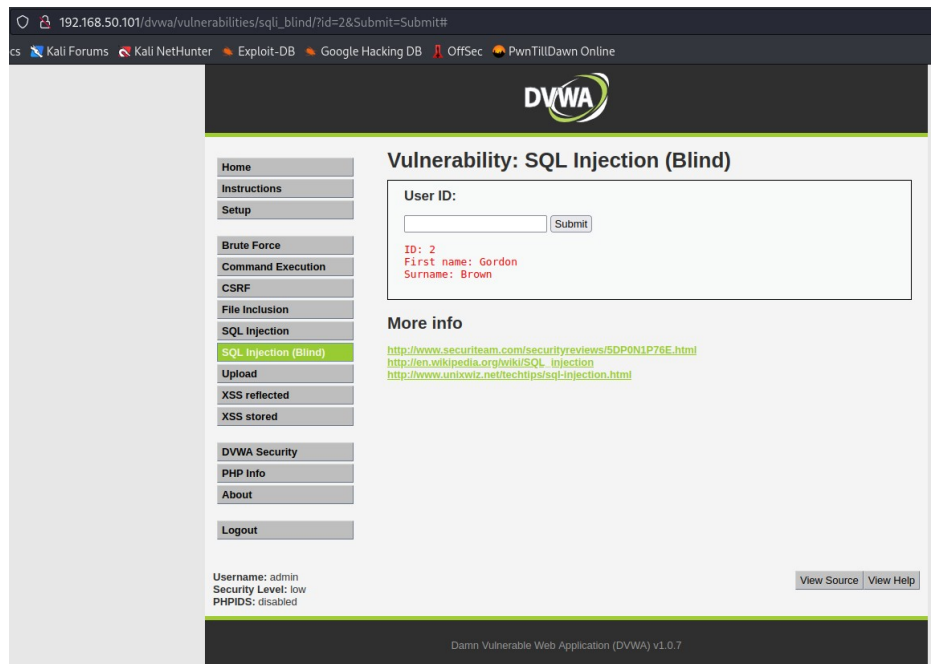 192.168.50.101/dvwa/vulnerabilities/sqli_blind/?id=2&Submit=Submit#
cs Kali Forums Kali NetHunter Exploit-DB Google Hacking DB OffSec PwnTillDawn Online
DVWA
Home
Instructions
Setup
Brute Force
Command Execution
CSRF
File Inclusion
SQL Injection
SQL Injection (Blind)
Upload
XSS reflected
XSS stored
DVWA Security
PHP Info
About
Logout
Vulnerability: SQL Injection (Blind)
User ID:
Submit
ID: 2
First name: Gordon
Surname: Brown
More info
http://www.securiteam.com/securityreviews/5DP0N1P76E.html
http://en.wikipedia.org/wiki/SQL_injection
http://www.unixwiz.net/techtips/sql-injection.html
Username: admin
Security Level: low
PHPIDS: disabled
View Source View Help
Damn Vulnerable Web Application (DVWA) v1.0.7